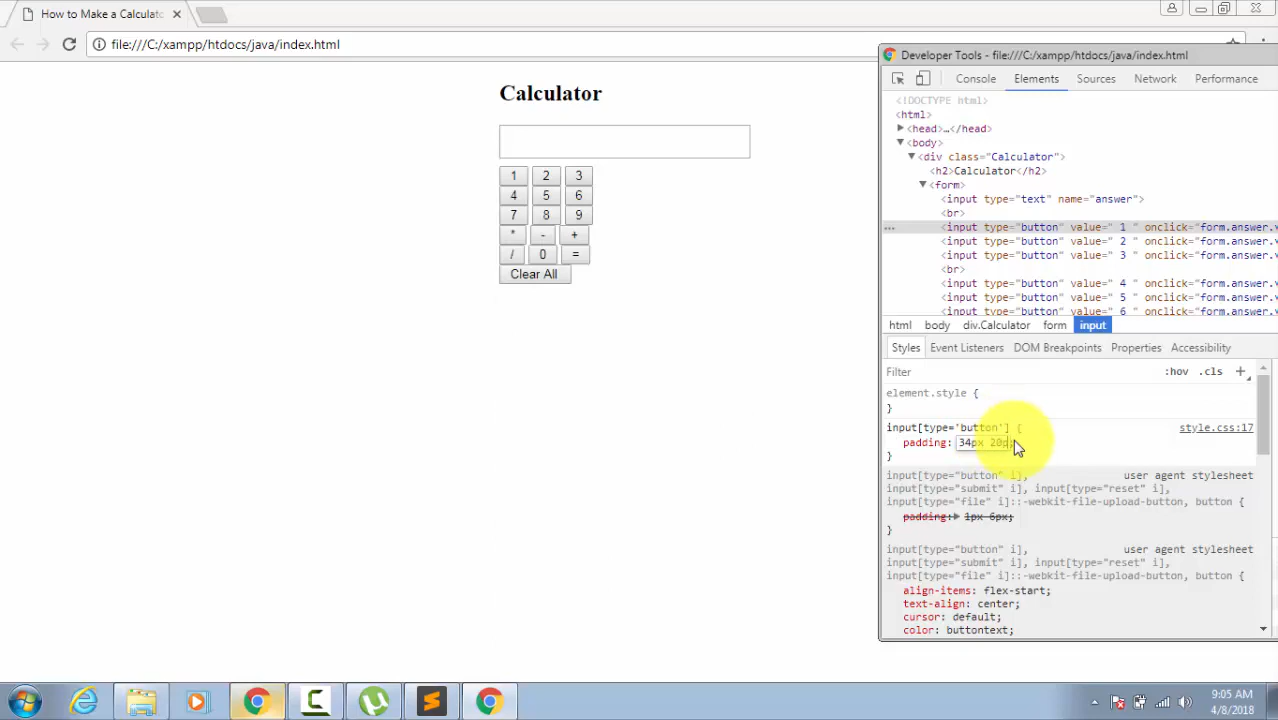 How to Make a Calculato
file:///C:/xampp/htdocs/java/index.html
Calculator
1 2 3
4 5 6
7 8 9
* - +
/ 0 =
Clear All
Developer Tools - file:///C:/xampp/htdocs/java/index.html
Console Elements Sources Network Performance
<!DOCTYPE html>
<html>
<head>…</head>
<body>
<div class="Calculator">
<h2>Calculator</h2>
<form>
<input type="text" name="answer">
<br>
<input type="button" value=" 1 " onclick="form.answer.v
<input type="button" value=" 2 " onclick="form.answer.v
<input type="button" value=" 3 " onclick="form.answer.v
<br>
<input type="button" value=" 4 " onclick="form.answer.v
<input type="button" value=" 5 " onclick="form.answer.v
<input type="button" value=" 6 " onclick="form.answer.v
html body div.Calculator form input
Styles Event Listeners DOM Breakpoints Properties Accessibility
Filter :hov .cls +
element.style {
}
input[type='button'] { style.css:17
padding: 34px 20p;
}
input[type="button" i], user agent stylesheet
input[type="submit" i], input[type="reset" i],
input[type="file" i]::-webkit-file-upload-button, button {
padding: 1px 6px;
}
input[type="button" i], user agent stylesheet
input[type="submit" i], input[type="reset" i],
input[type="file" i]::-webkit-file-upload-button, button {
align-items: flex-start;
text-align: center;
cursor: default;
color: buttontext;
9:05 AM
4/8/2018